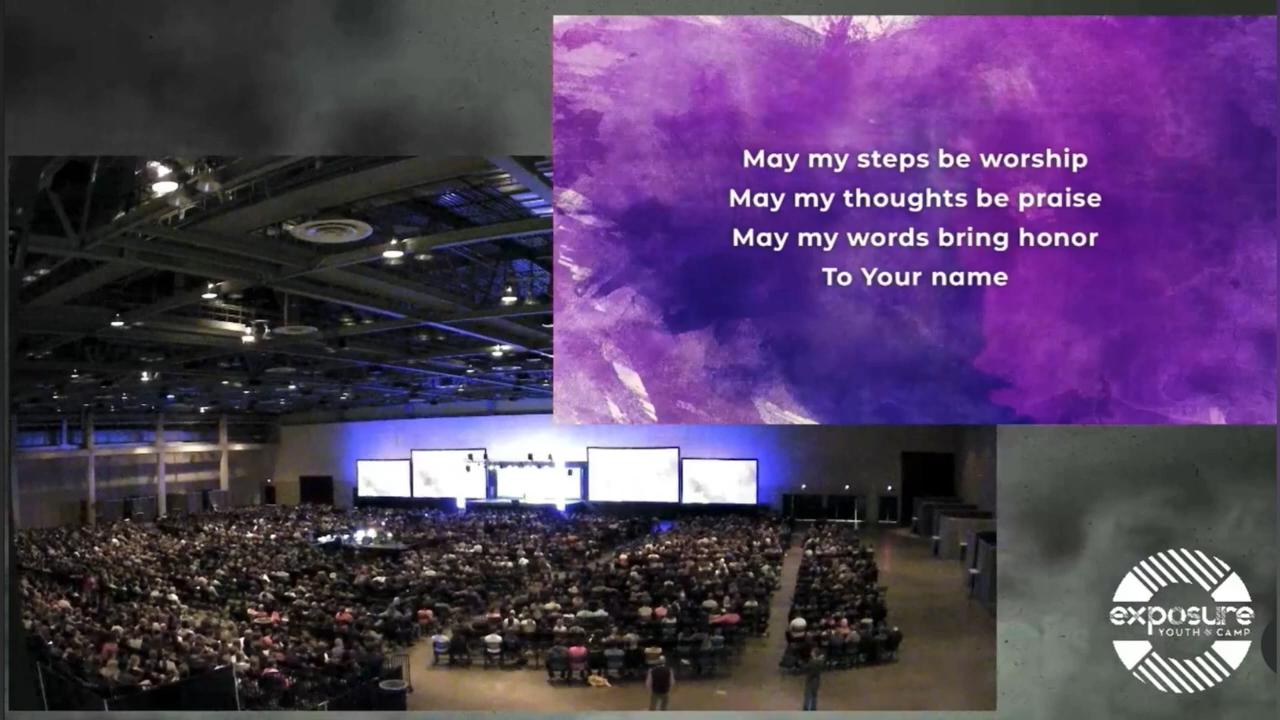 May my steps be worship
May my thoughts be praise
May my words bring honor
To Your name
exposure
YOUTH CAMP